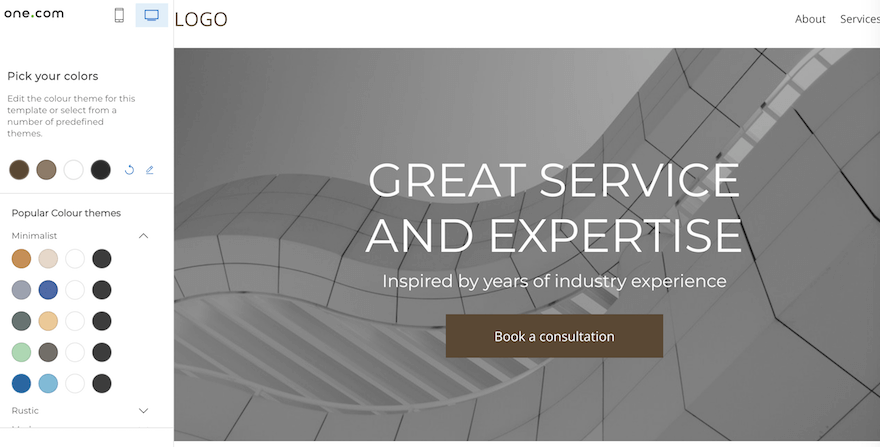 one.com
LOGO
About
Services
Pick your colors
Edit the colour theme for this
template or select from a
number of predefined
themes.
Popular Colour themes
Minimalist
Rustic
GREAT SERVICE
AND EXPERTISE
Inspired by years of industry experience
Book a consultation